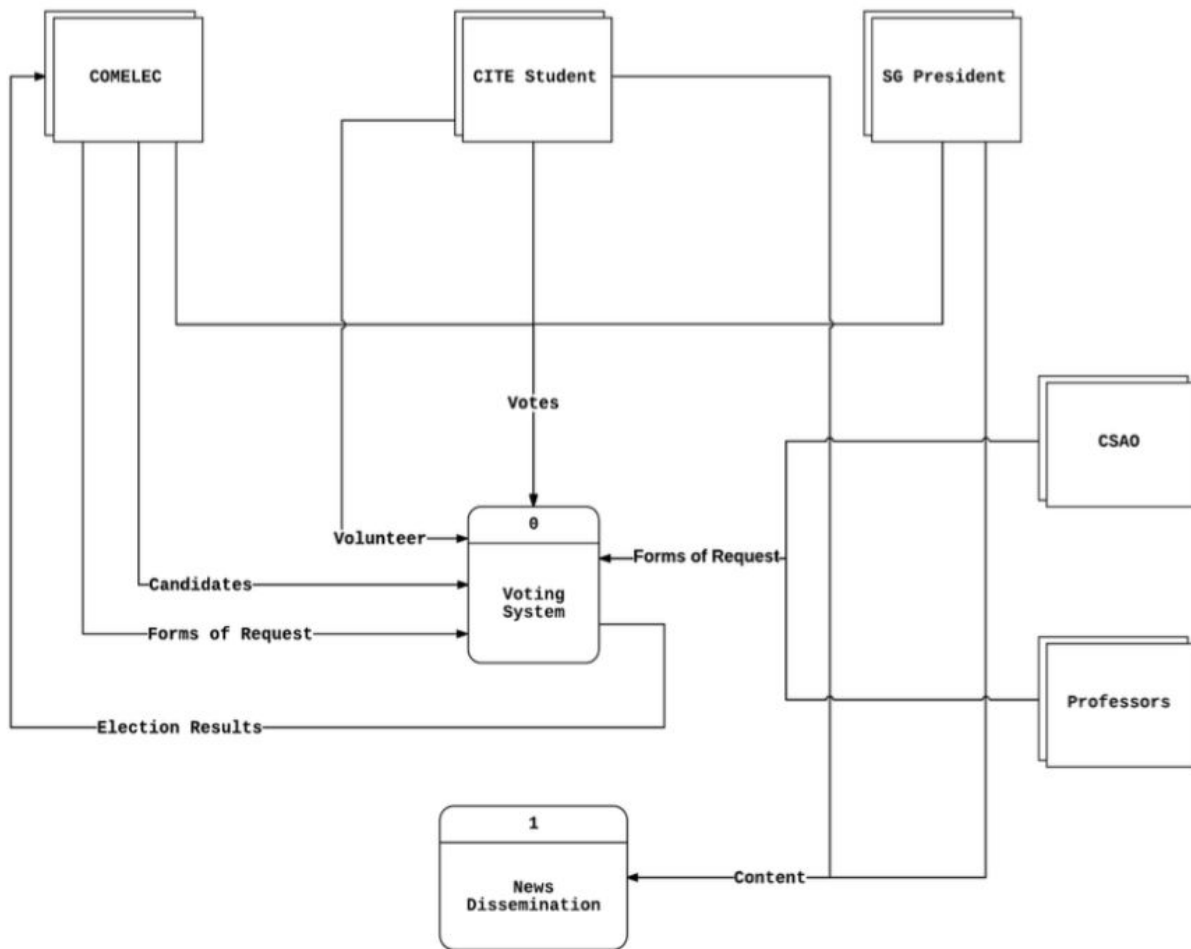 COMELEC
CITE Student
SG President
Votes
CSAO
0
Volunteer
Forms of Request
Candidates
Voting
System
Forms of Request
Professors
Election Results
1
Content
News
Dissemination